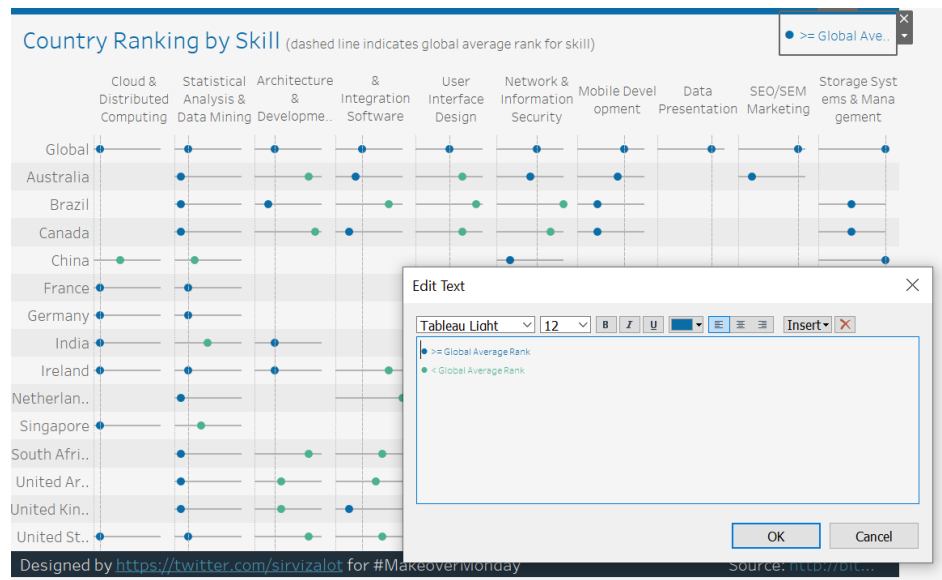 Country Ranking by Skill (dashed line indicates global average rank for skill)
>= Global Ave..
Cloud & Distributed Computing
Statistical Analysis & Data Mining
Architecture & Developme..
& Integration Software
User Interface Design
Network & Information Security
Mobile Devel opment
Data Presentation
SEO/SEM Marketing
Storage Syst ems & Mana gement
Global
Australia
Brazil
Canada
China
France
Germany
India
Ireland
Netherlan..
Singapore
South Afri..
United Ar..
United Kin..
United St..
Edit Text
Tableau Light 12 B I U Insert
>= Global Average Rank
< Global Average Rank
OK Cancel
Designed by https://twitter.com/sirvizalot for #MakeoverMonday
Source: http://bit...